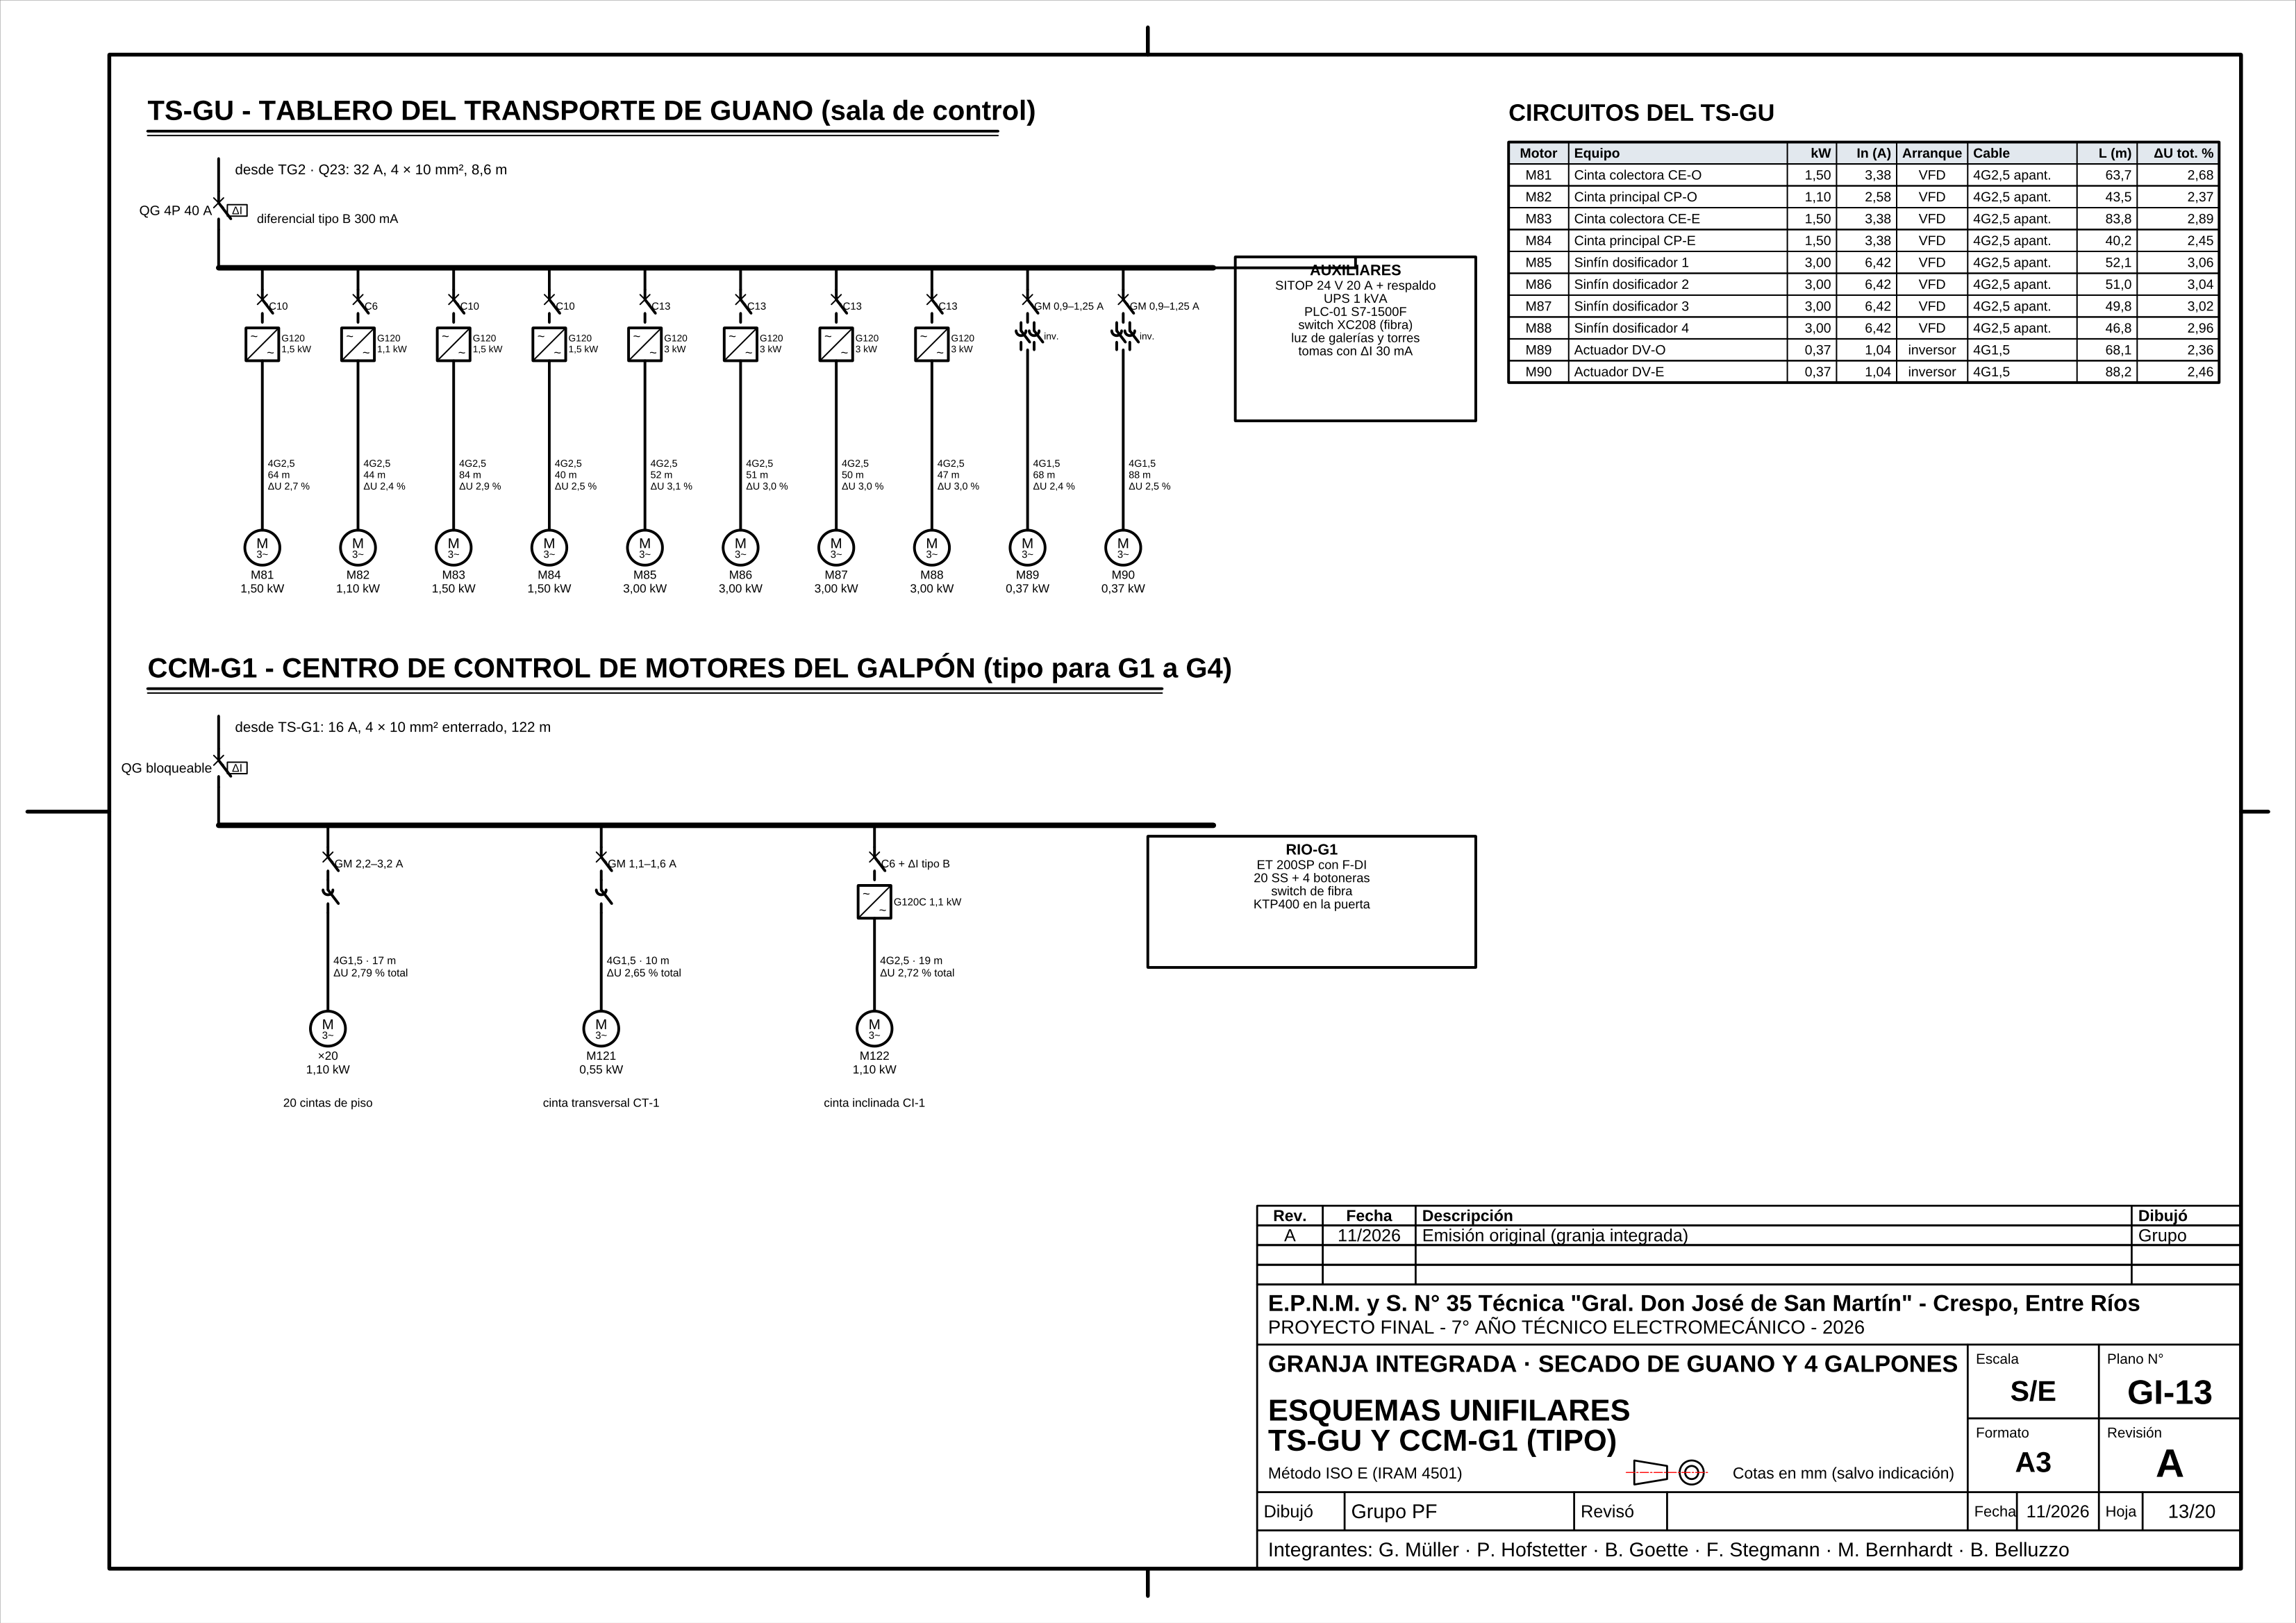 TS-GU - TABLERO DEL TRANSPORTE DE GUANO (sala de control)
desde TG2 · Q23: 32 A, 4 × 10 mm², 8,6 m
QG 4P 40 A ΔI
diferencial tipo B 300 mA
C10 C6 C10 C10 C13 C13 C13 C13 GM 0,9–1,25 A GM 0,9–1,25 A
~ ~ ~ ~ ~ ~ ~ ~
G120 G120 G120 G120 G120 G120 G120 G120 inv. inv.
1,5 kW 1,1 kW 1,5 kW 1,5 kW 3 kW 3 kW 3 kW 3 kW
~ ~ ~ ~ ~ ~ ~ ~
4G2,5 4G2,5 4G2,5 4G2,5 4G2,5 4G2,5 4G2,5 4G2,5 4G1,5 4G1,5
64 m 44 m 84 m 40 m 52 m 51 m 50 m 47 m 68 m 88 m
ΔU 2,7 % ΔU 2,4 % ΔU 2,9 % ΔU 2,5 % ΔU 3,1 % ΔU 3,0 % ΔU 3,0 % ΔU 3,0 % ΔU 2,4 % ΔU 2,5 %
M M M M M M M M M M
3~ 3~ 3~ 3~ 3~ 3~ 3~ 3~ 3~ 3~
M81 M82 M83 M84 M85 M86 M87 M88 M89 M90
1,50 kW 1,10 kW 1,50 kW 1,50 kW 3,00 kW 3,00 kW 3,00 kW 3,00 kW 0,37 kW 0,37 kW
AUXILIARES
SITOP 24 V 20 A + respaldo
UPS 1 kVA
PLC-01 S7-1500F
switch XC208 (fibra)
luz de galerías y torres
tomas con ΔI 30 mA
CIRCUITOS DEL TS-GU
Motor Equipo kW In (A) Arranque Cable L (m) ΔU tot. %
M81 Cinta colectora CE-O 1,50 3,38 VFD 4G2,5 apant. 63,7 2,68
M82 Cinta principal CP-O 1,10 2,58 VFD 4G2,5 apant. 43,5 2,37
M83 Cinta colectora CE-E 1,50 3,38 VFD 4G2,5 apant. 83,8 2,89
M84 Cinta principal CP-E 1,50 3,38 VFD 4G2,5 apant. 40,2 2,45
M85 Sinfín dosificador 1 3,00 6,42 VFD 4G2,5 apant. 52,1 3,06
M86 Sinfín dosificador 2 3,00 6,42 VFD 4G2,5 apant. 51,0 3,04
M87 Sinfín dosificador 3 3,00 6,42 VFD 4G2,5 apant. 49,8 3,02
M88 Sinfín dosificador 4 3,00 6,42 VFD 4G2,5 apant. 46,8 2,96
M89 Actuador DV-O 0,37 1,04 inversor 4G1,5 68,1 2,36
M90 Actuador DV-E 0,37 1,04 inversor 4G1,5 88,2 2,46
CCM-G1 - CENTRO DE CONTROL DE MOTORES DEL GALPÓN (tipo para G1 a G4)
desde TS-G1: 16 A, 4 × 10 mm² enterrado, 122 m
QG bloqueable ΔI
GM 2,2–3,2 A GM 1,1–1,6 A C6 + ΔI tipo B
~
G120C 1,1 kW
~
4G1,5 · 17 m 4G1,5 · 10 m 4G2,5 · 19 m
ΔU 2,79 % total ΔU 2,65 % total ΔU 2,72 % total
M M M
3~ 3~ 3~
×20 M121 M122
1,10 kW 0,55 kW 1,10 kW
20 cintas de piso cinta transversal CT-1 cinta inclinada CI-1
RIO-G1
ET 200SP con F-DI
20 SS + 4 botoneras
switch de fibra
KTP400 en la puerta
Rev. Fecha Descripción Dibujó
A 11/2026 Emisión original (granja integrada) Grupo
E.P.N.M. y S. N° 35 Técnica "Gral. Don José de San Martín" - Crespo, Entre Ríos
PROYECTO FINAL - 7° AÑO TÉCNICO ELECTROMECÁNICO - 2026
GRANJA INTEGRADA · SECADO DE GUANO Y 4 GALPONES
ESQUEMAS UNIFILARES
TS-GU Y CCM-G1 (TIPO)
Método ISO E (IRAM 4501) Cotas en mm (salvo indicación)
Escala
S/E
Plano N°
GI-13
Formato
A3
Revisión
A
Dibujó Grupo PF Revisó Fecha 11/2026 Hoja 13/20
Integrantes: G. Müller · P. Hofstetter · B. Goette · F. Stegmann · M. Bernhardt · B. Belluzzo